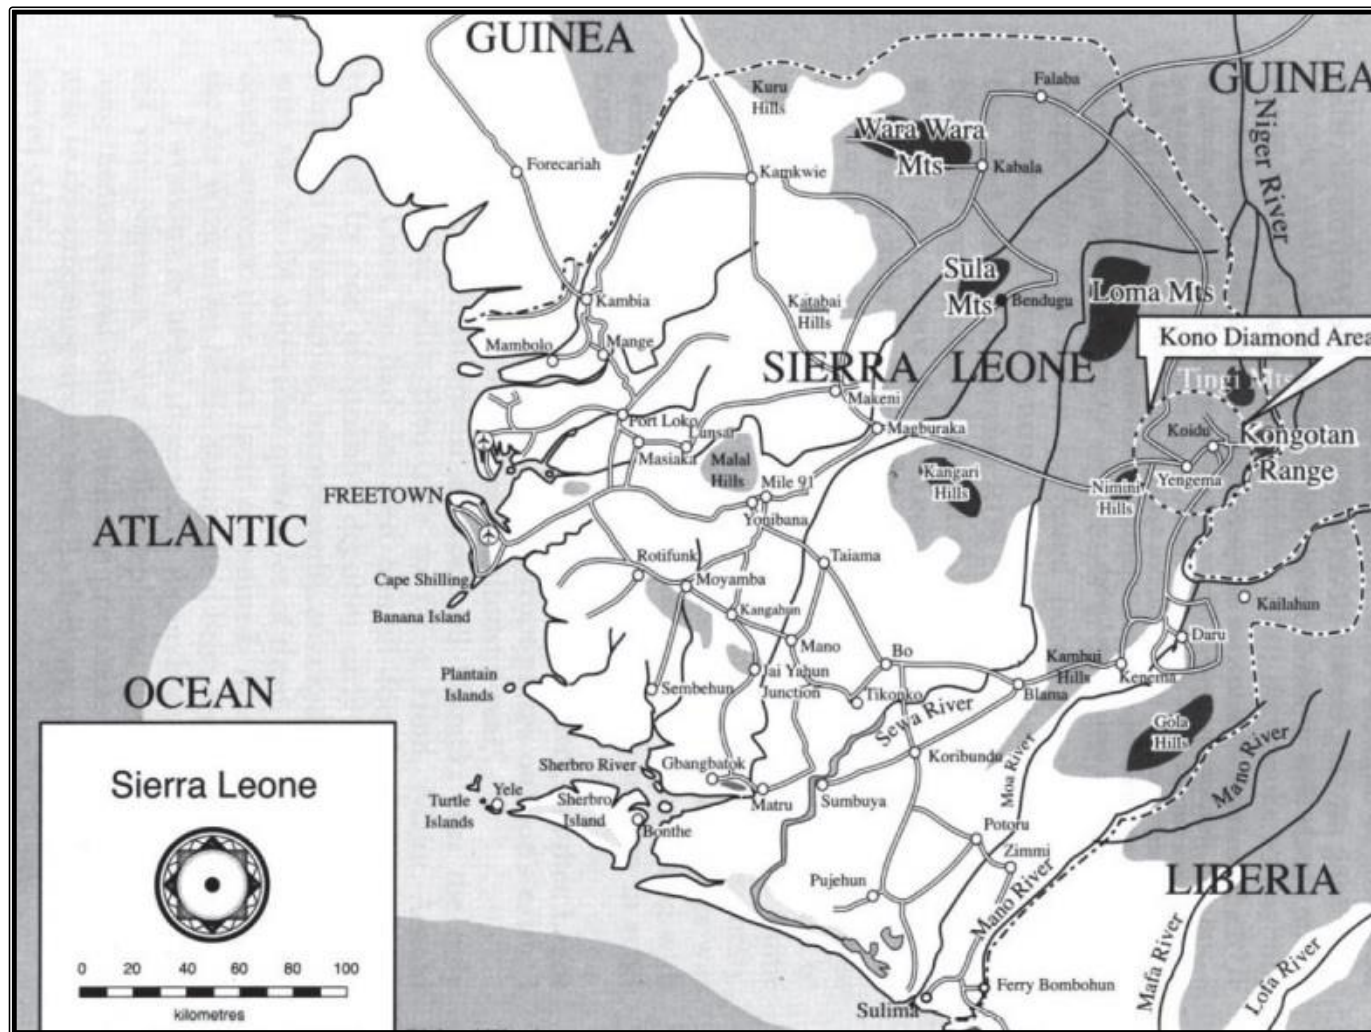 GUINEA
GUINEA
Kuru
Hills
Falaba
Wara Wara
Mts
Kabala
Niger River
Forecariah
Kamkwie
Sula
Mts
Bendugu
Loma Mts
Kambia
Katabai
Hills
Mambolo
Mange
Kono Diamond Area
SIERRA LEONE
Tingi Mts
Makeni
Port Loko
Lunsar
Magburaka
Koidu
Kongotan
Range
Masiaka
Malal
Hills
Kangari
Hills
Yengema
Nimini
Hills
Mile 91
FREETOWN
Yonibana
ATLANTIC
Rotifunk
Taiama
Cape Shilling
Moyamba
Banana Island
Kangahun
Kailahun
Mano
Daru
Bo
Kambui
Hills
Plantain
Islands
Jai Yahun
Junction
Kenema
OCEAN
Sembehun
Tikonko
Blama
Sewa River
Gola
Hills
Mano River
Koribundu
Moa River
Sherbro River
Gbangbatok
Sierra Leone
Turtle
Islands
Yele
Sherbro
Island
Matru
Sumbuya
Bonthe
Potoru
Zimmi
Pujehun
LIBERIA
Mano River
Mafa River
Lofa River
0 20 40 60 80 100
kilometres
Ferry Bombohun
Sulima